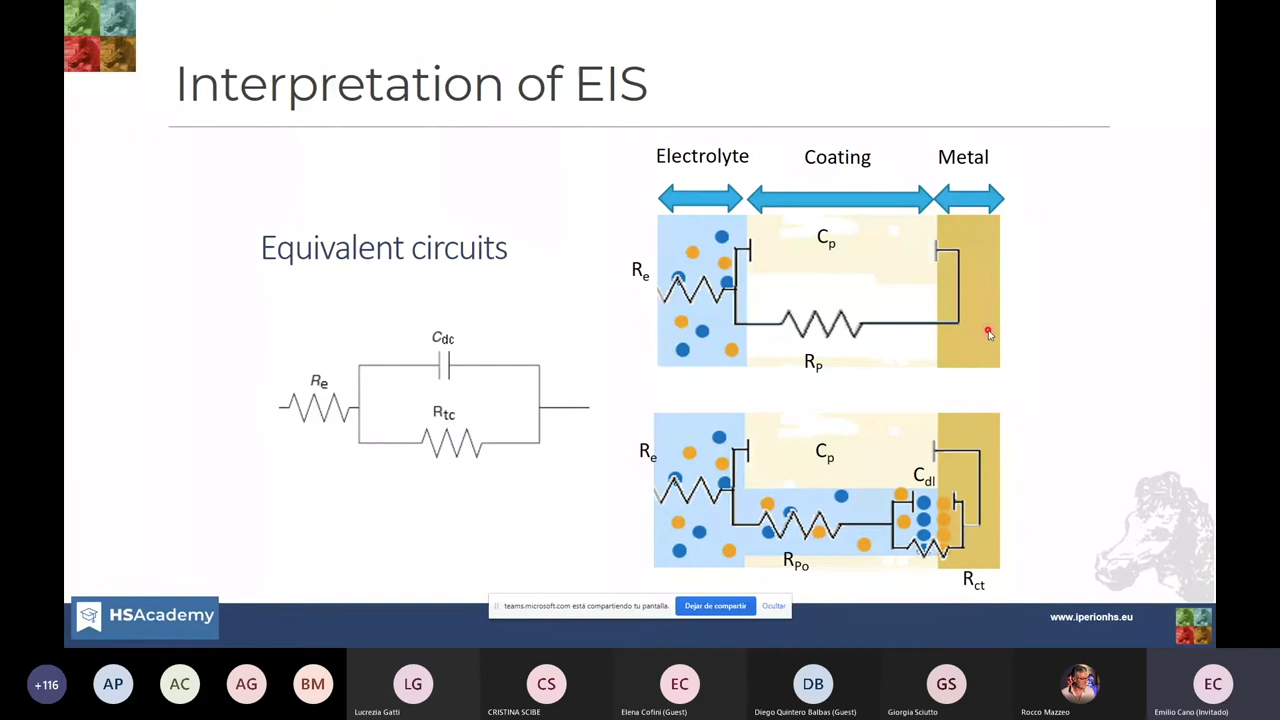 Interpretation of EIS
Electrolyte
Coating
Metal
Equivalent circuits
Cp
Re
RP
Cdc
Re
Rtc
Re
Cp
Cdl
RPo
Rct
HSAcademy
teams.microsoft.com está compartiendo tu pantalla.
Dejar de compartir
Ocultar
www.iperionhs.eu
+116
AP
AC
AG
BM
LG
CS
EC
DB
GS
EC
Lucrezia Gatti
CRISTINA SCIBE
Elena Cofini (Guest)
Diego Quintero Balbas (Guest)
Giorgia Sciutto
Rocco Mazzeo
Emilio Cano (Invitado)